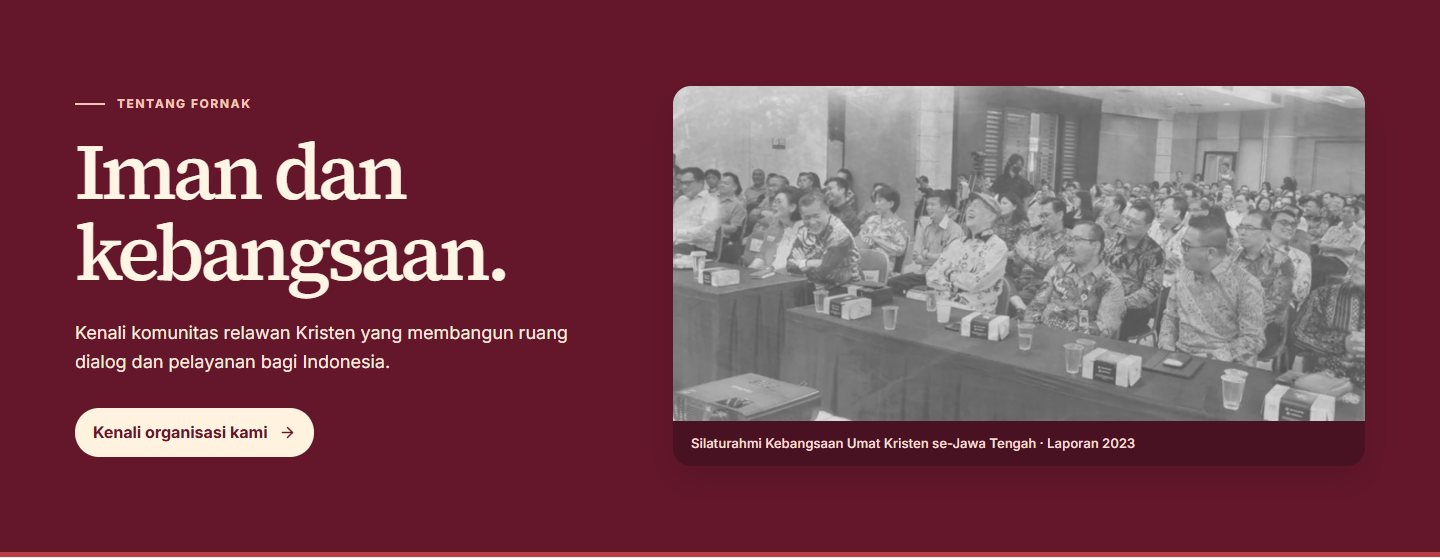 TENTANG FORNAK
Iman dan
kebangsaan.
Kenali komunitas relawan Kristen yang membangun ruang
dialog dan pelayanan bagi Indonesia.
Kenali organisasi kami →
Silaturahmi Kebangsaan Umat Kristen se-Jawa Tengah · Laporan 2023